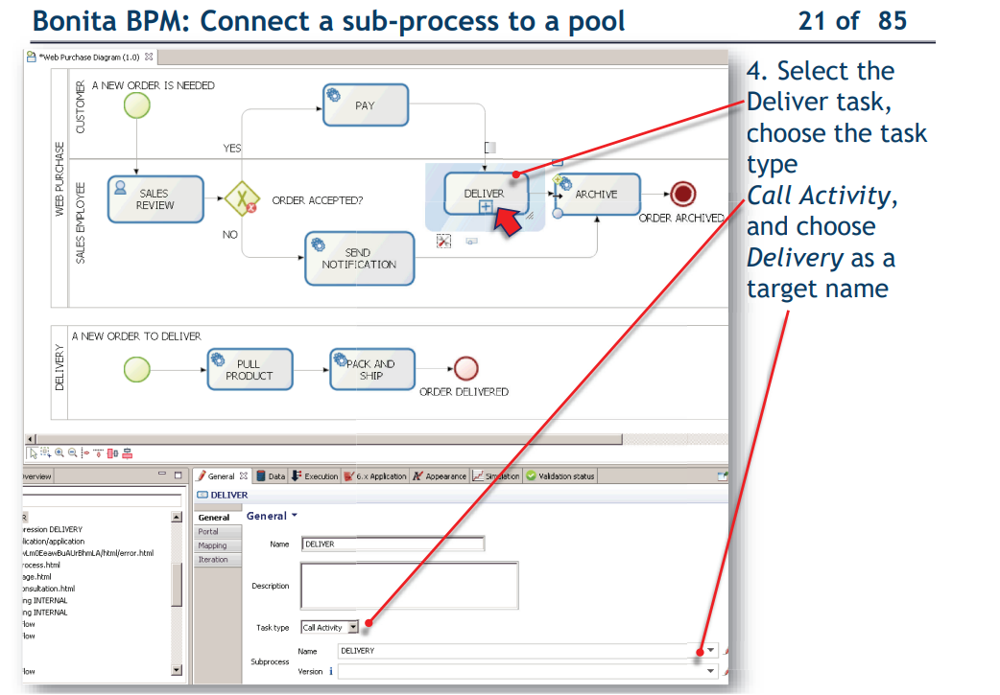 Bonita BPM: Connect a sub-process to a pool
21 of 85
*Web Purchase Diagram (1.0)
4. Select the
Deliver task,
choose the task
type
Call Activity,
and choose
Delivery as a
target name
WEB PURCHASE
CUSTOMER
A NEW ORDER IS NEEDED
PAY
YES
SALES EMPLOYEE
SALES
REVIEW
ORDER ACCEPTED?
DELIVER
ARCHIVE
ORDER ARCHIVED
NO
SEND
NOTIFICATION
DELIVERY
A NEW ORDER TO DELIVER
PULL
PRODUCT
PACK AND
SHIP
ORDER DELIVERED
verview
R
ression DELIVERY
lication/application
vLm0EeawBuAUrBhmLA/html/error.html
rocess.html
age.html
onsultation.html
ng INTERNAL
ng INTERNAL
low
low
low
General Data Execution 6.x Application Appearance Simulation Validation status
DELIVER
General
Portal
Mapping
Iteration
General
Name DELIVER
Description
Task type Call Activity
Subprocess
Name DELIVERY
Version i